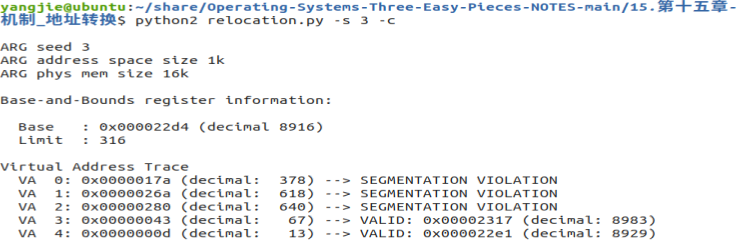 yangjie@ubuntu:~/share/Operating-Systems-Three-Easy-Pieces-NOTES-main/15.第十五章-
机制_地址转换$ python2 relocation.py -s 3 -c
ARG seed 3
ARG address space size 1k
ARG phys mem size 16k
Base-and-Bounds register information:
Base   : 0x000022d4 (decimal 8916)
Limit  : 316
Virtual Address Trace
VA  0: 0x0000017a (decimal:  378) --> SEGMENTATION VIOLATION
VA  1: 0x0000026a (decimal:  618) --> SEGMENTATION VIOLATION
VA  2: 0x00000280 (decimal:  640) --> SEGMENTATION VIOLATION
VA  3: 0x00000043 (decimal:   67) --> VALID: 0x00002317 (decimal: 8983)
VA  4: 0x0000000d (decimal:   13) --> VALID: 0x000022e1 (decimal: 8929)